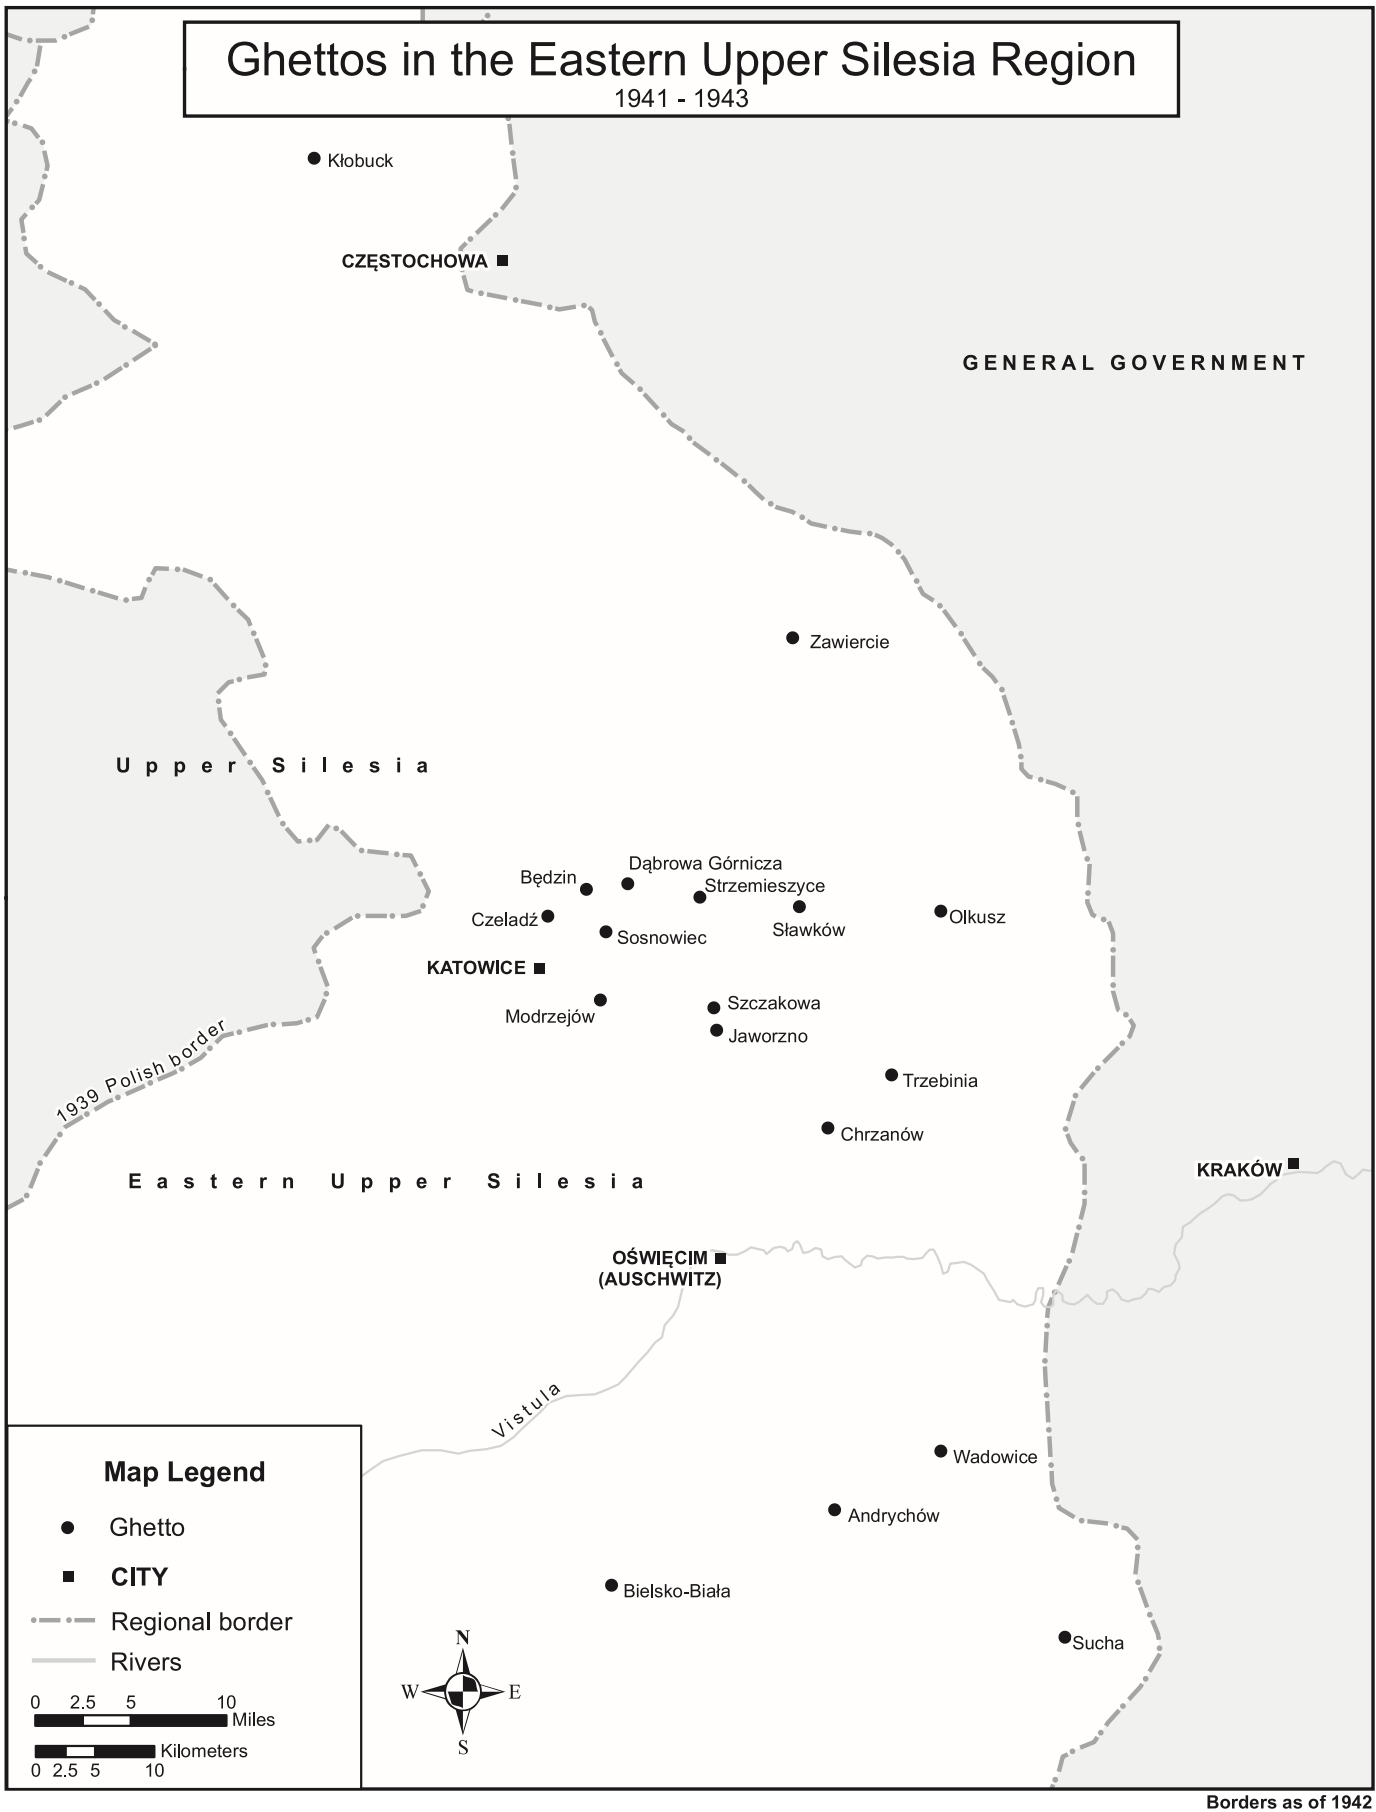 Ghettos in the Eastern Upper Silesia Region
1941 - 1943
Kłobuck
CZĘSTOCHOWA
GENERAL GOVERNMENT
Zawiercie
Upper Silesia
Dąbrowa Górnicza
Będzin
Strzemieszyce
Czeladź
Sosnowiec
Sławków
Olkusz
KATOWICE
Modrzejów
Szczakowa
Jaworzno
1939 Polish border
Trzebinia
Chrzanów
KRAKÓW
Eastern Upper Silesia
OŚWIĘCIM
(AUSCHWITZ)
Vistula
Wadowice
Andrychów
Bielsko-Biała
Sucha
Map Legend
Ghetto
CITY
Regional border
Rivers
0 2.5 5 10
Miles
Kilometers
0 2.5 5 10
N
W E
S
Borders as of 1942